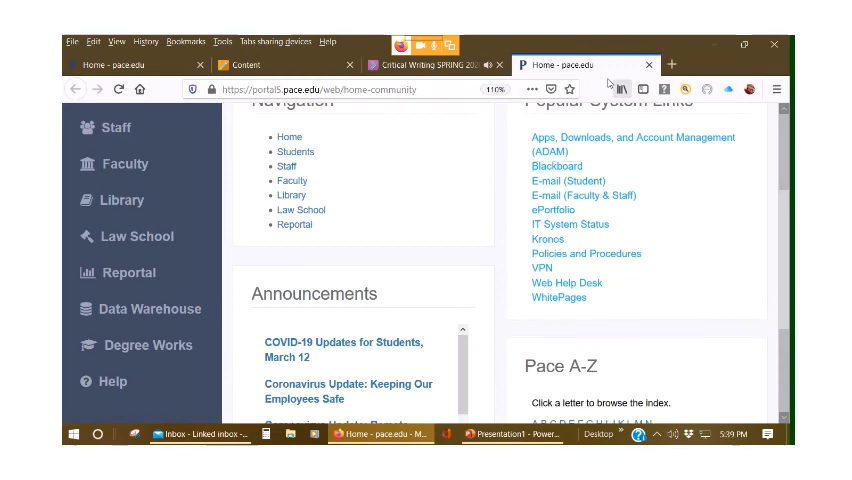 File Edit View History Bookmarks Tools Tabs sharing devices Help
Home - pace.edu
Content
Critical Writing SPRING 202
Home - pace.edu
https://portal5.pace.edu/web/home-community
110%
Staff
Faculty
Library
Law School
Reportal
Data Warehouse
Degree Works
Help
Navigation
Home
Students
Staff
Faculty
Library
Law School
Reportal
Announcements
COVID-19 Updates for Students,
March 12
Coronavirus Update: Keeping Our
Employees Safe
Coronavirus Update: Remote
Popular System Links
Apps, Downloads, and Account Management
(ADAM)
Blackboard
E-mail (Student)
E-mail (Faculty & Staff)
ePortfolio
IT System Status
Kronos
Policies and Procedures
VPN
Web Help Desk
WhitePages
Pace A-Z
Click a letter to browse the index.
A B C D E F G H I J K L M N
Inbox - Linked inbox -...
Home - pace.edu - M...
Presentation1 - Power...
Desktop
5:39 PM